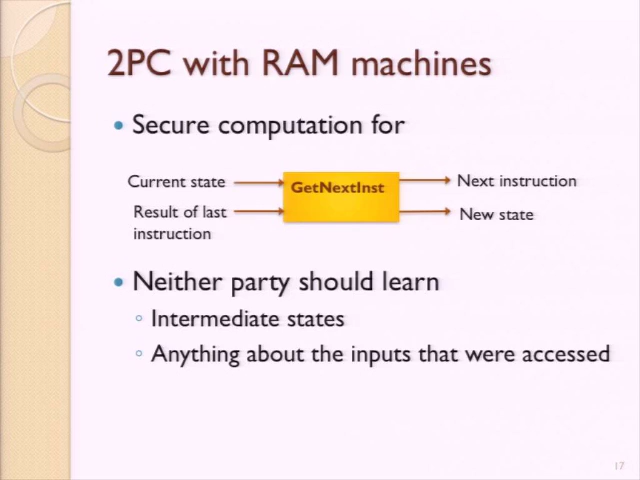 2PC with RAM machines
• Secure computation for
Current state
GetNextInst
Next instruction
Result of last
instruction
New state
• Neither party should learn
◦ Intermediate states
◦ Anything about the inputs that were accessed
17